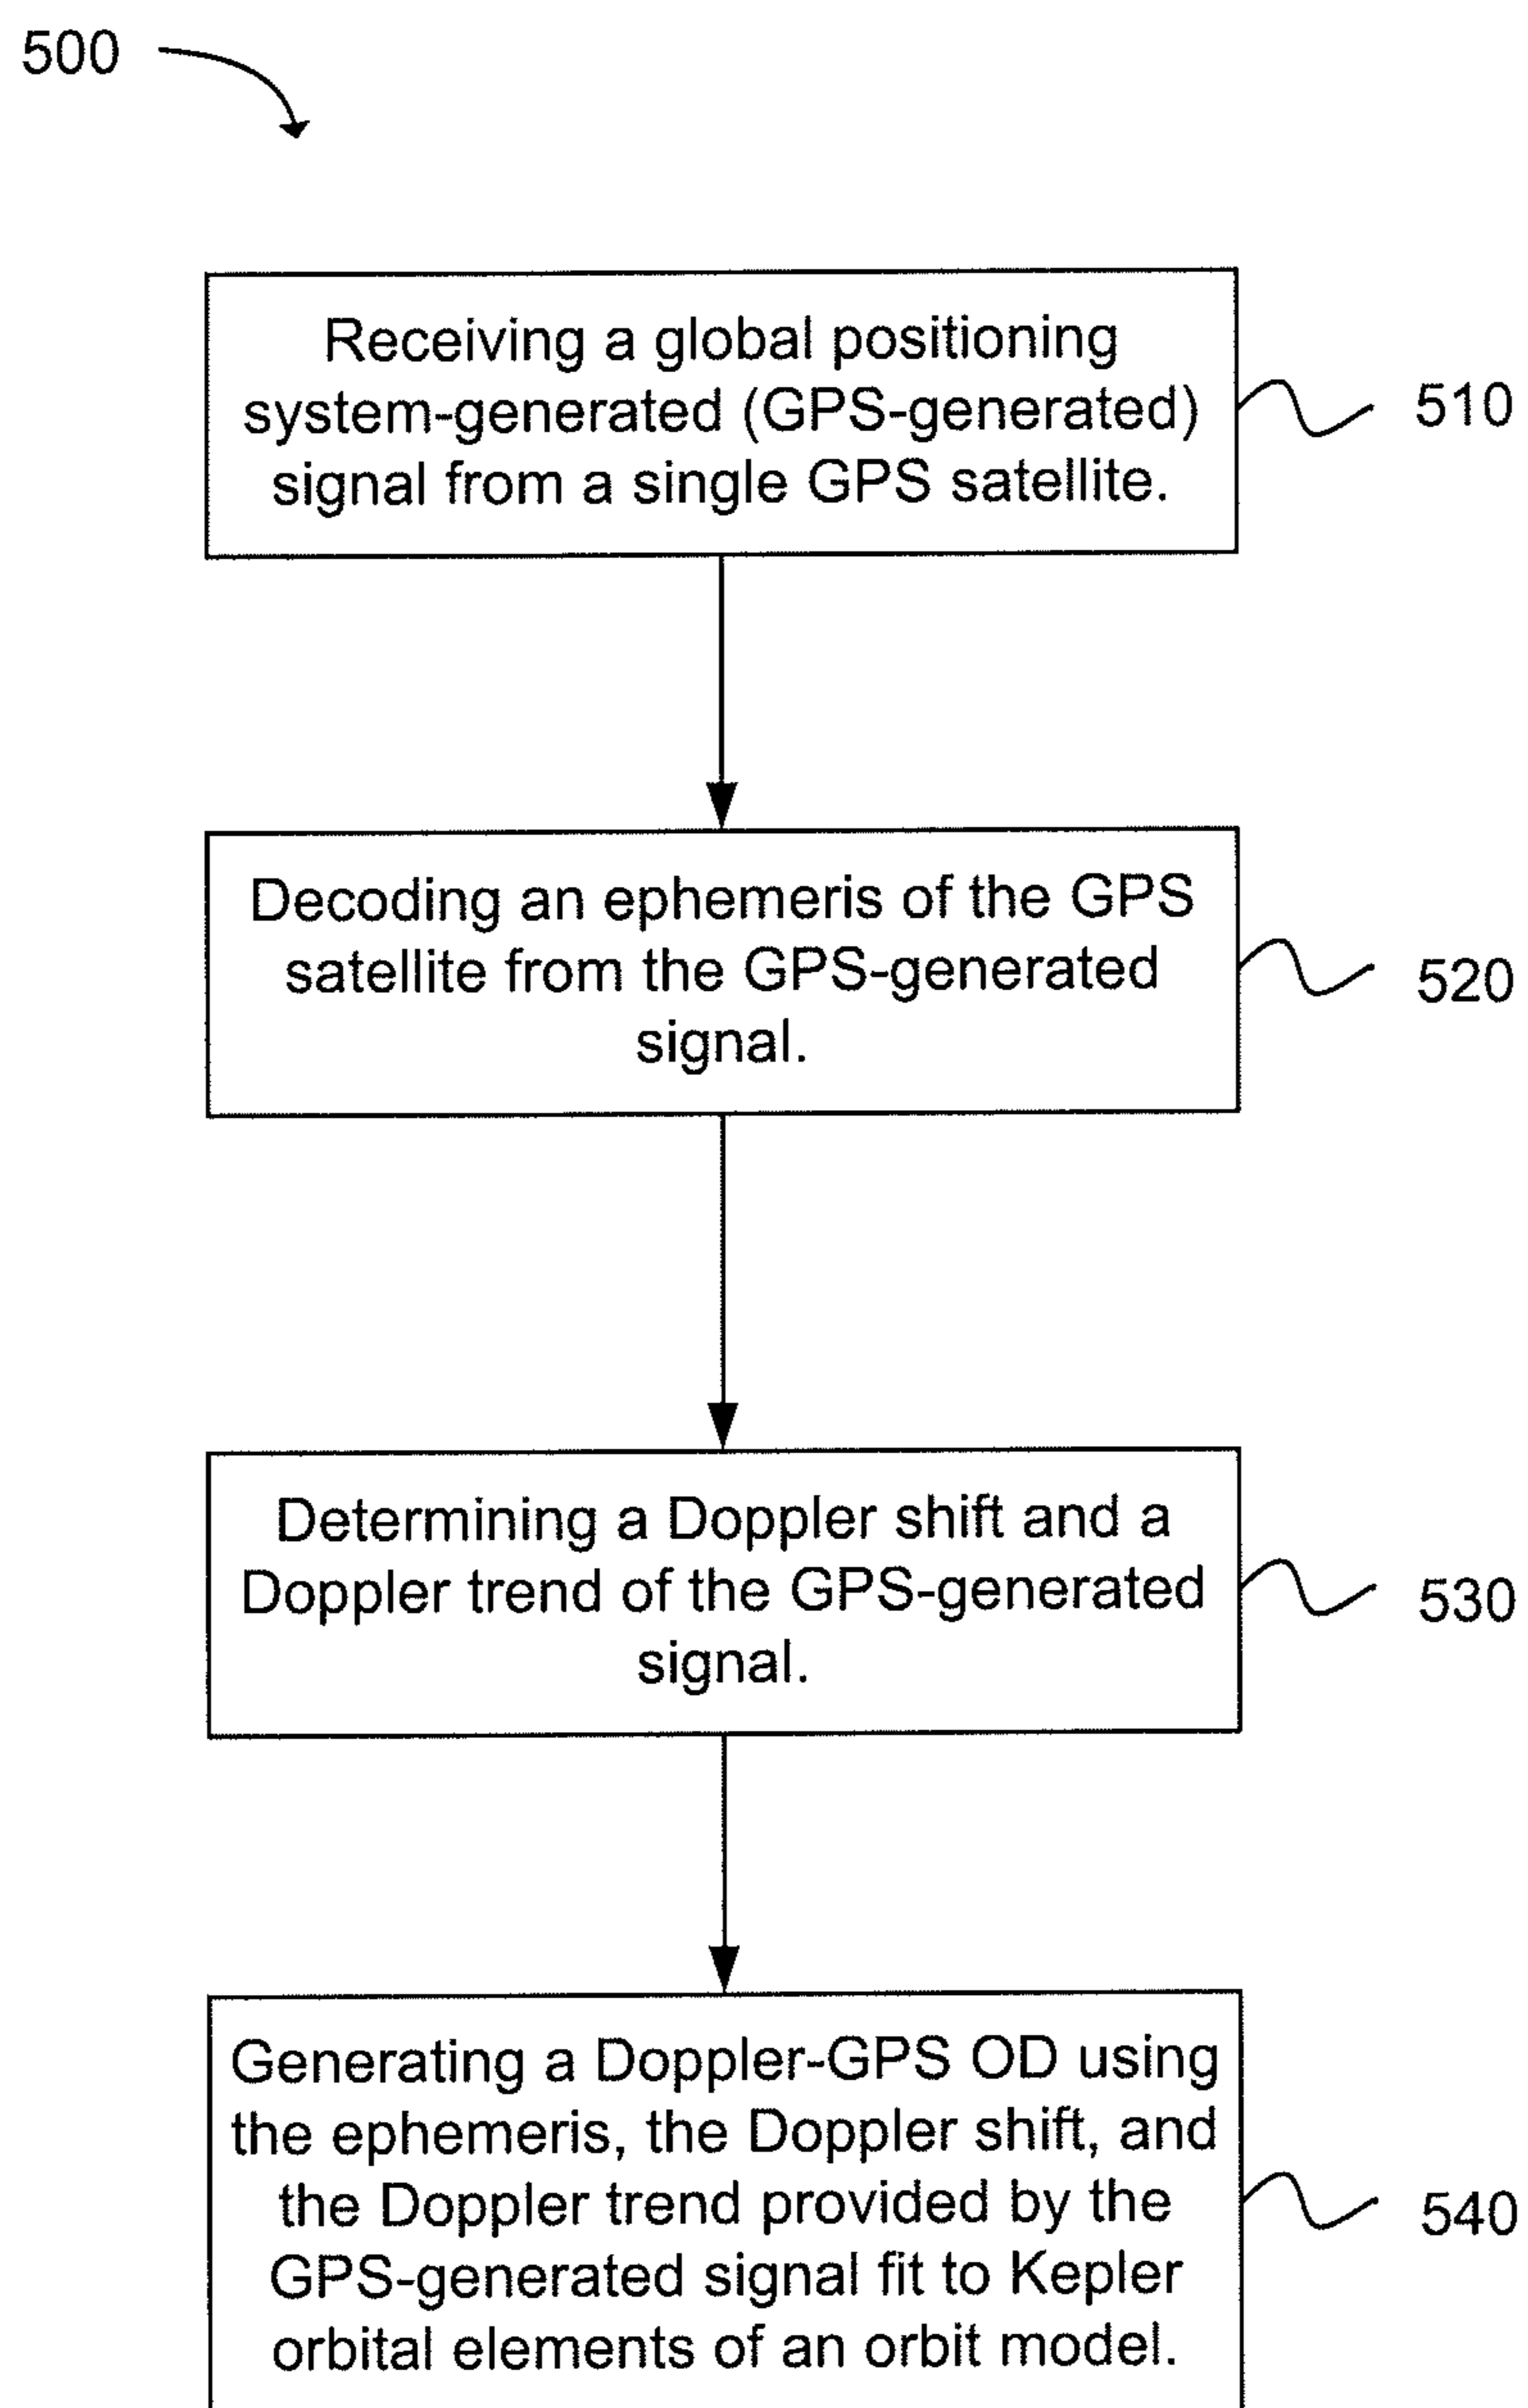 500
Receiving a global positioning
system-generated (GPS-generated)
signal from a single GPS satellite.
510
Decoding an ephemeris of the GPS
satellite from the GPS-generated
signal.
520
Determining a Doppler shift and a
Doppler trend of the GPS-generated
signal.
530
Generating a Doppler-GPS OD using
the ephemeris, the Doppler shift, and
the Doppler trend provided by the
GPS-generated signal fit to Kepler
orbital elements of an orbit model.
540